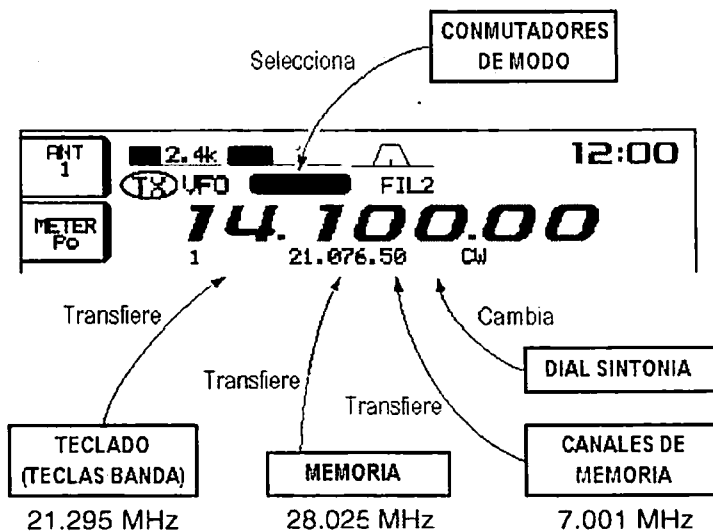 CONMUTADORES
DE MODO
Selecciona
ANT
1
2.4k
12:00
TX VFO
FIL2
METER
Po
14.100.00
1 21.076.50 CW
Transfiere
Cambia
DIAL SINTONIA
Transfiere
Transfiere
TECLADO
(TECLAS BANDA)
MEMORIA
CANALES DE
MEMORIA
21.295 MHz
28.025 MHz
7.001 MHz